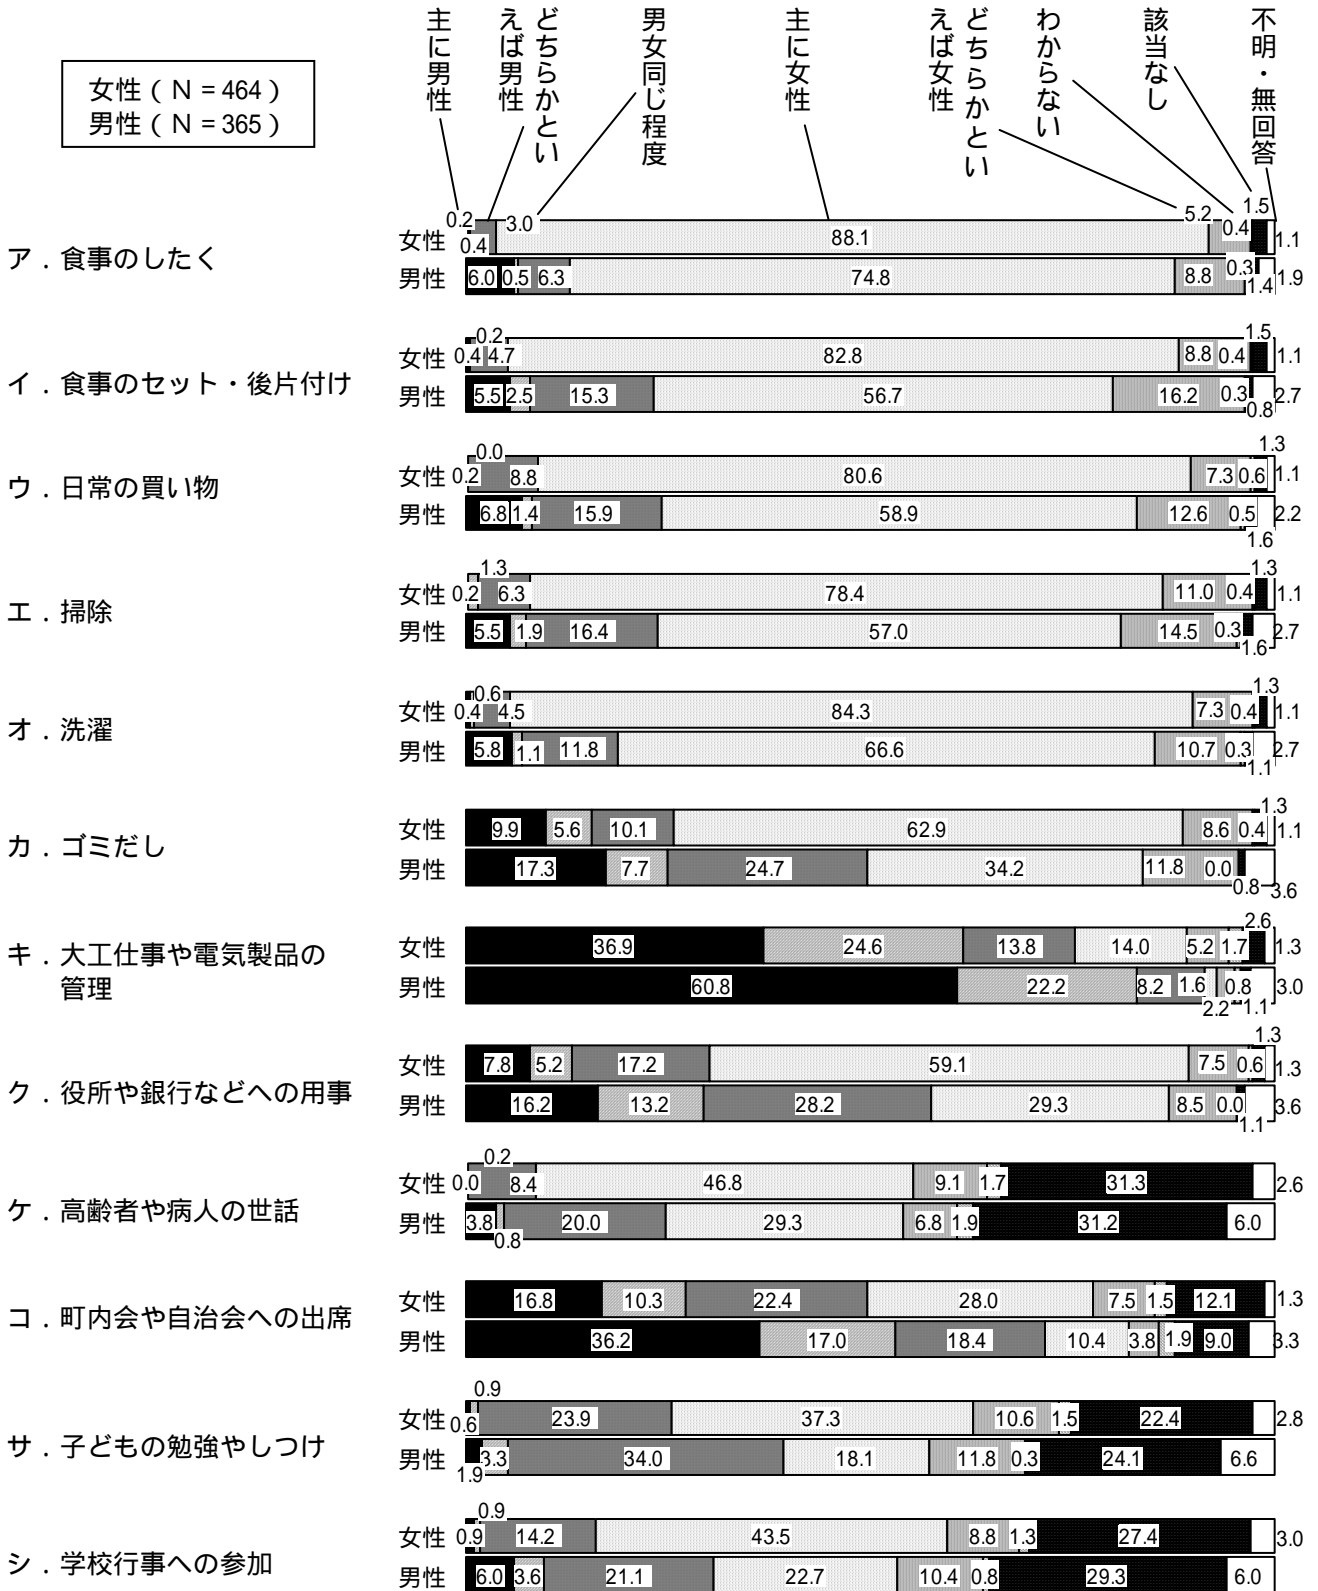 主に男性
どちらかとい
えば男性
男女同じ程度
主に女性
どちらかとい
えば女性
わからない
該当なし
不明・無回答
女性（Ｎ＝464）
男性（Ｎ＝365）
ア．食事のしたく
女性 0.2 0.4 3.0 88.1 5.2 0.4 1.5 1.1
男性 6.0 0.5 6.3 74.8 8.8 0.3 1.4 1.9
イ．食事のセット・後片付け
女性 0.4 0.2 4.7 82.8 8.8 0.4 1.5 1.1
男性 5.5 2.5 15.3 56.7 16.2 0.3 0.8 2.7
ウ．日常の買い物
女性 0.2 0.0 8.8 80.6 7.3 0.6 1.3 1.1
男性 6.8 1.4 15.9 58.9 12.6 0.5 1.6 2.2
エ．掃除
女性 0.2 1.3 6.3 78.4 11.0 0.4 1.3 1.1
男性 5.5 1.9 16.4 57.0 14.5 0.3 1.6 2.7
オ．洗濯
女性 0.4 0.6 4.5 84.3 7.3 0.4 1.3 1.1
男性 5.8 1.1 11.8 66.6 10.7 0.3 1.1 2.7
カ．ゴミだし
女性 9.9 5.6 10.1 62.9 8.6 0.4 1.3 1.1
男性 17.3 7.7 24.7 34.2 11.8 0.0 0.8 3.6
キ．大工仕事や電気製品の
管理
女性 36.9 24.6 13.8 14.0 5.2 1.7 2.6 1.3
男性 60.8 22.2 8.2 1.6 2.2 0.8 1.1 3.0
ク．役所や銀行などへの用事
女性 7.8 5.2 17.2 59.1 7.5 0.6 1.3 1.3
男性 16.2 13.2 28.2 29.3 8.5 0.0 1.1 3.6
ケ．高齢者や病人の世話
女性 0.0 0.2 8.4 46.8 9.1 1.7 31.3 2.6
男性 3.8 0.8 20.0 29.3 6.8 1.9 31.2 6.0
コ．町内会や自治会への出席
女性 16.8 10.3 22.4 28.0 7.5 1.5 12.1 1.3
男性 36.2 17.0 18.4 10.4 3.8 1.9 9.0 3.3
サ．子どもの勉強やしつけ
女性 0.6 0.9 23.9 37.3 10.6 1.5 22.4 2.8
男性 1.9 3.3 34.0 18.1 11.8 0.3 24.1 6.6
シ．学校行事への参加
女性 0.9 0.9 14.2 43.5 8.8 1.3 27.4 3.0
男性 6.0 3.6 21.1 22.7 10.4 0.8 29.3 6.0